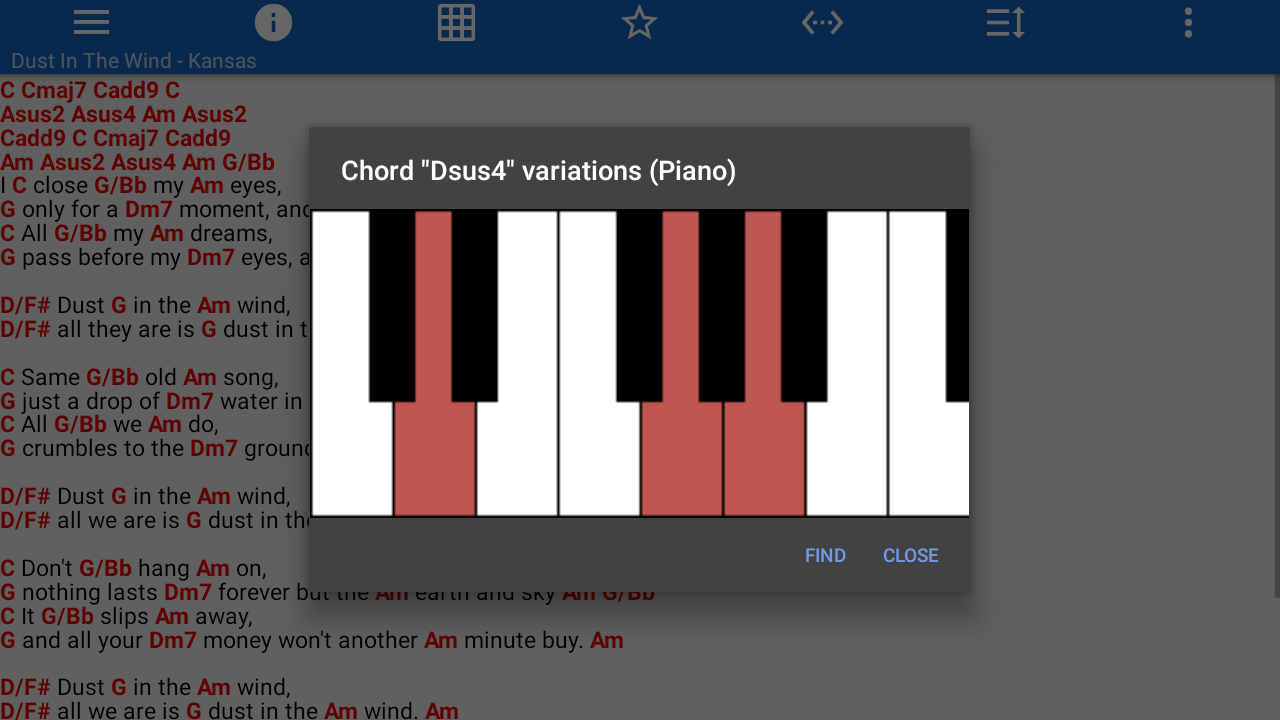 Dust In The Wind - Kansas
C Cmaj7 Cadd9 C
Asus2 Asus4 Am Asus2
Cadd9 C Cmaj7 Cadd9
Am Asus2 Asus4 Am G/Bb
I C close G/Bb my Am eyes,
G only for a Dm7 moment, and
C All G/Bb my Am dreams,
G pass before my Dm7 eyes, a
D/F# Dust G in the Am wind,
D/F# all they are is G dust in t
C Same G/Bb old Am song,
G just a drop of Dm7 water in
C All G/Bb we Am do,
G crumbles to the Dm7 ground
D/F# Dust G in the Am wind,
D/F# all we are is G dust in the
C Don't G/Bb hang Am on,
G nothing lasts Dm7 forever but the Am earth and sky Am G/Bb
C It G/Bb slips Am away,
G and all your Dm7 money won't another Am minute buy. Am
D/F# Dust G in the Am wind,
D/F# all we are is G dust in the Am wind. Am
Chord "Dsus4" variations (Piano)
FIND CLOSE